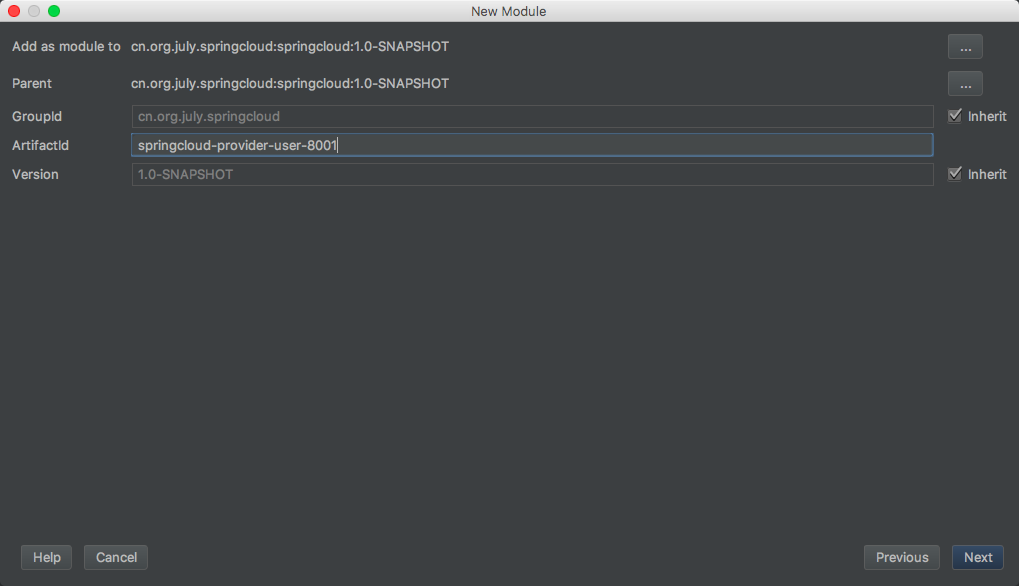 New Module
Add as module to cn.org.july.springcloud:springcloud:1.0-SNAPSHOT ...
Parent cn.org.july.springcloud:springcloud:1.0-SNAPSHOT ...
GroupId cn.org.july.springcloud Inherit
ArtifactId springcloud-provider-user-8001
Version 1.0-SNAPSHOT Inherit
Help Cancel Previous Next